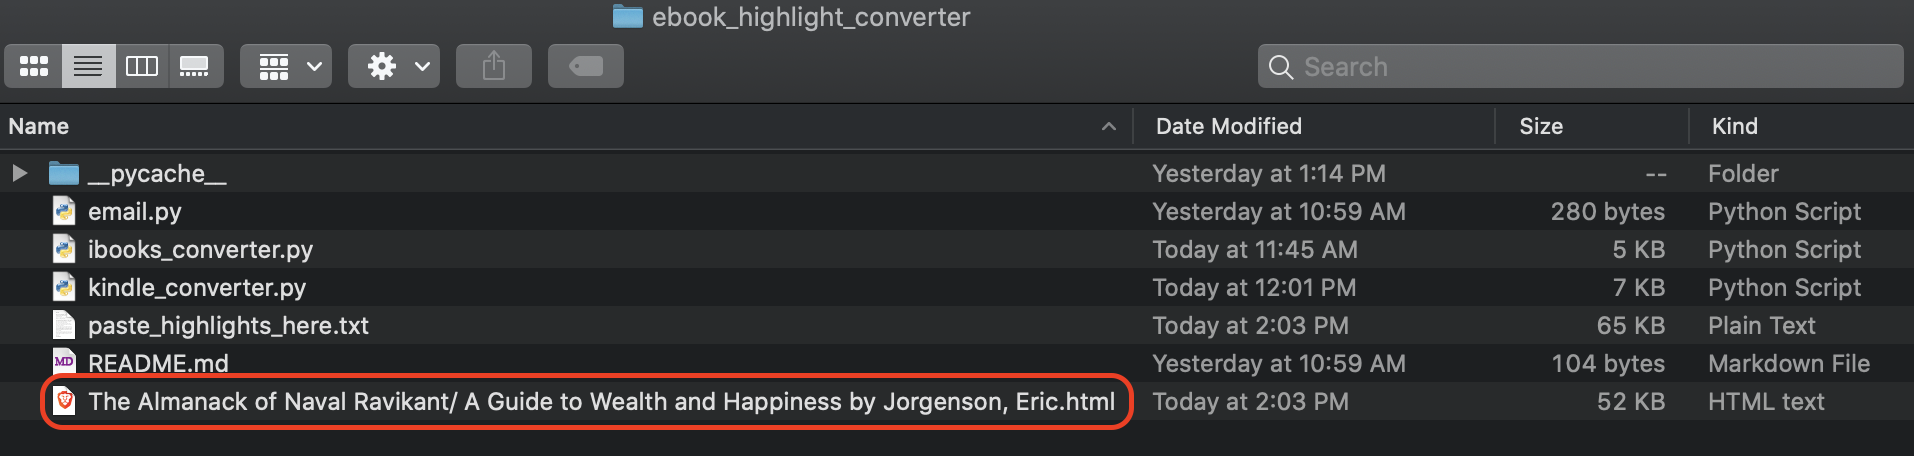 ebook_highlight_converter
Search
Name Date Modified Size Kind
__pycache__ Yesterday at 1:14 PM -- Folder
email.py Yesterday at 10:59 AM 280 bytes Python Script
ibooks_converter.py Today at 11:45 AM 5 KB Python Script
kindle_converter.py Today at 12:01 PM 7 KB Python Script
paste_highlights_here.txt Today at 2:03 PM 65 KB Plain Text
MD README.md Yesterday at 10:59 AM 104 bytes Markdown File
The Almanack of Naval Ravikant/ A Guide to Wealth and Happiness by Jorgenson, Eric.html Today at 2:03 PM 52 KB HTML text